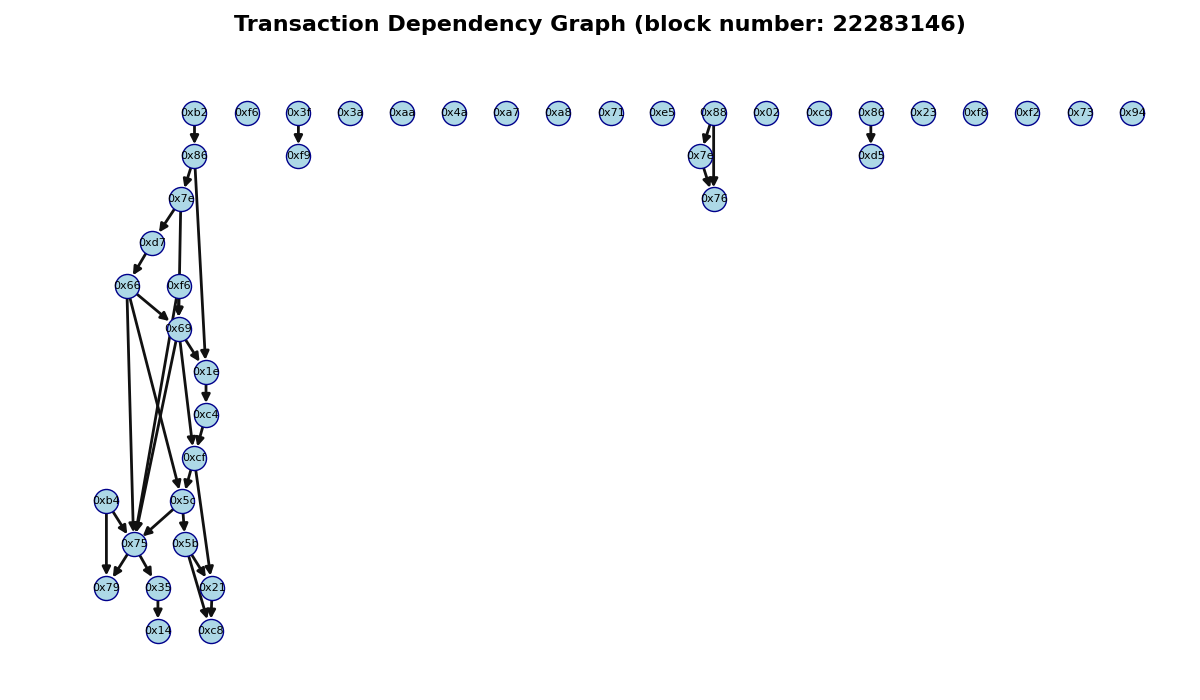 Transaction Dependency Graph (block number: 22283146)
0xb2 0xf6 0x3f 0x3a 0xaa 0x4a 0xa7 0xa8 0x71 0xe5 0x88 0x02 0xcd 0x86 0x23 0xf8 0xf2 0x73 0x94
0x86 0xf9 0x7e 0xd5
0x7e 0x76
0xd7
0x66 0xf6
0x69
0x1e
0xc4
0xcf
0xb4 0x5c
0x75 0x5b
0x79 0x35 0x21
0x14 0xc8